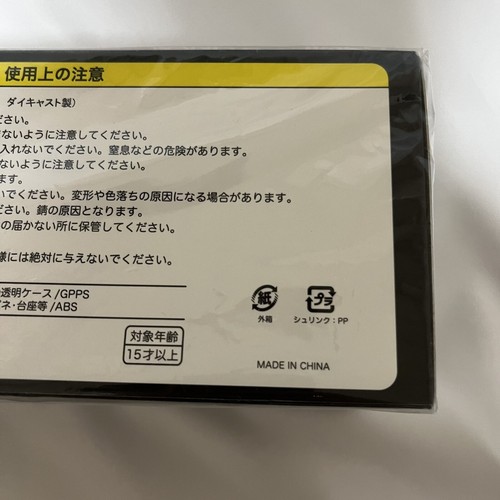 使用上の注意
ダイキャスト製)
ださい。
ないように注意してください。
入れないでください。窒息などの危険があります。
ないように注意してください。
ます。
いでください。変形や色落ちの原因になる場合があります。
ださい。錆の原因となります。
の届かない所に保管してください。
様には絶対に与えないでください。
透明ケース/GPPS
ネ・台座等/ABS
紙
外箱
プラ
シュリンク:PP
対象年齢
15才以上
MADE IN CHINA